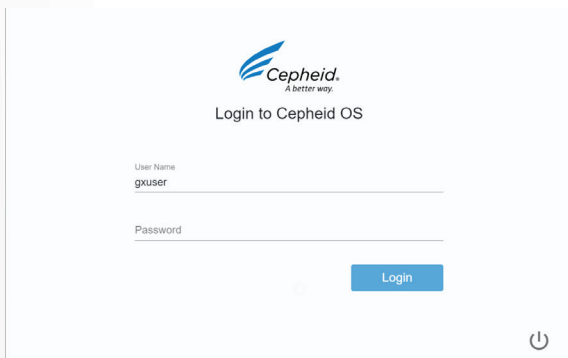 Cepheid.
A better way.
Login to Cepheid OS
User Name
gxuser
Password
Login